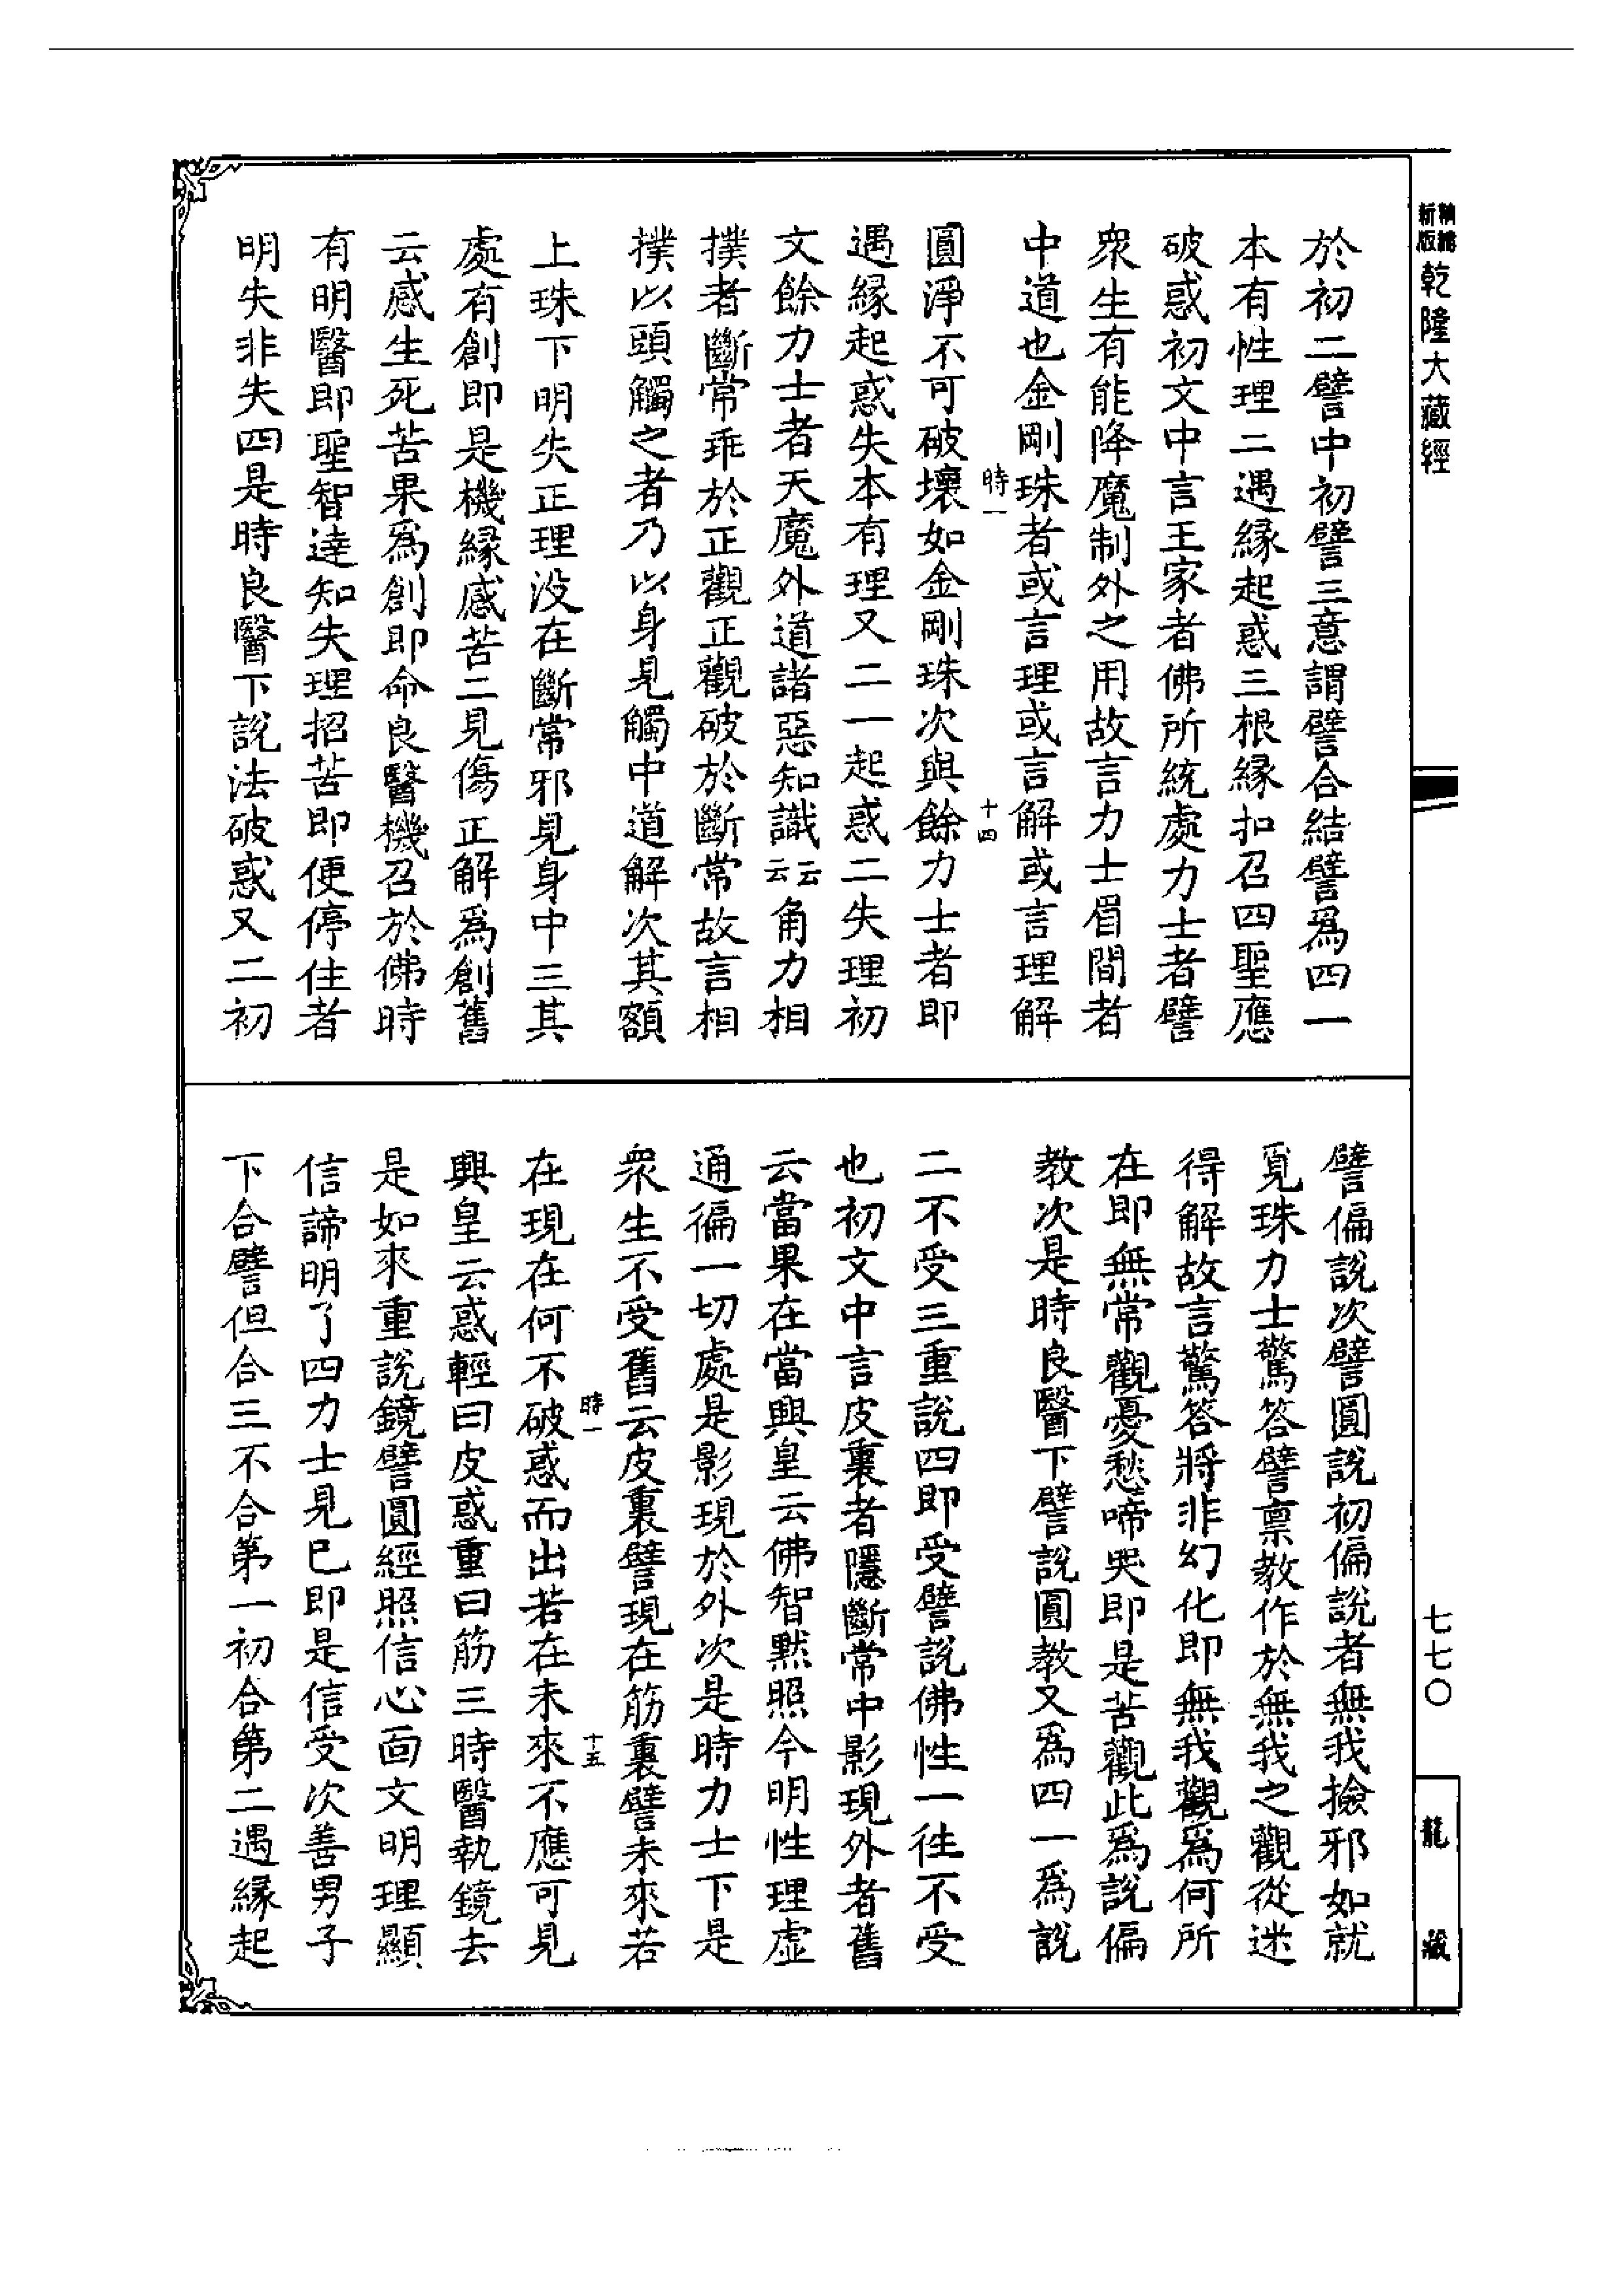 精縮新版乾隆大藏經
於初二譬中初譬三意謂譬合結譬爲四一
本有性理二遇緣起惑三根緣扣召四聖應
破惑初文中言王家者佛所統處力士者譬
衆生有能降魔制外之用故言力士眉間者
中道也金剛珠者或言理或言解或言理解
時一 十四
圓淨不可破壞如金剛珠次與餘力士者即
遇緣起惑失本有理又二一起惑二失理初
文餘力士者天魔外道諸惡知識云云角力相
撲者斷常乖於正觀正觀破於斷常故言相
撲以頭觸之者乃以身見觸中道解次其額
上珠下明失正理没在斷常邪見身中三其
處有創即是機緣感苦二見傷正解爲創舊
云感生死苦果爲創即命良醫機召於佛時
有明醫即聖智達知失理招苦即便停住者
明失非失四是時良醫下說法破惑又二初
譬偏說次譬圓說初偏說者無我撿邪如就
覓珠力士驚答譬禀教作於無我之觀從迷
得解故言驚答將非幻化即無我觀爲何所
在即無常觀憂愁啼哭即是苦觀此爲說偏
教次是時良醫下譬說圓教又爲四一爲說
二不受三重說四即受譬說佛性一往不受
也初文中言皮裏者隱斷常中影現外者舊
云當果在當興皇云佛智默照今明性理虛
通徧一切處是影現於外次是時力士下是
衆生不受舊云皮裏譬現在筋裏譬未來若
時一 十五
在現在何不破惑而出若在未來不應可見
興皇云惑輕曰皮惑重曰筋三時醫執鏡去
是如來重說鏡譬圓經照信心面文明理顯
信諦明了四力士見已即是信受次善男子
下合譬但合三不合第一初合第二遇緣起
七七〇
龍藏